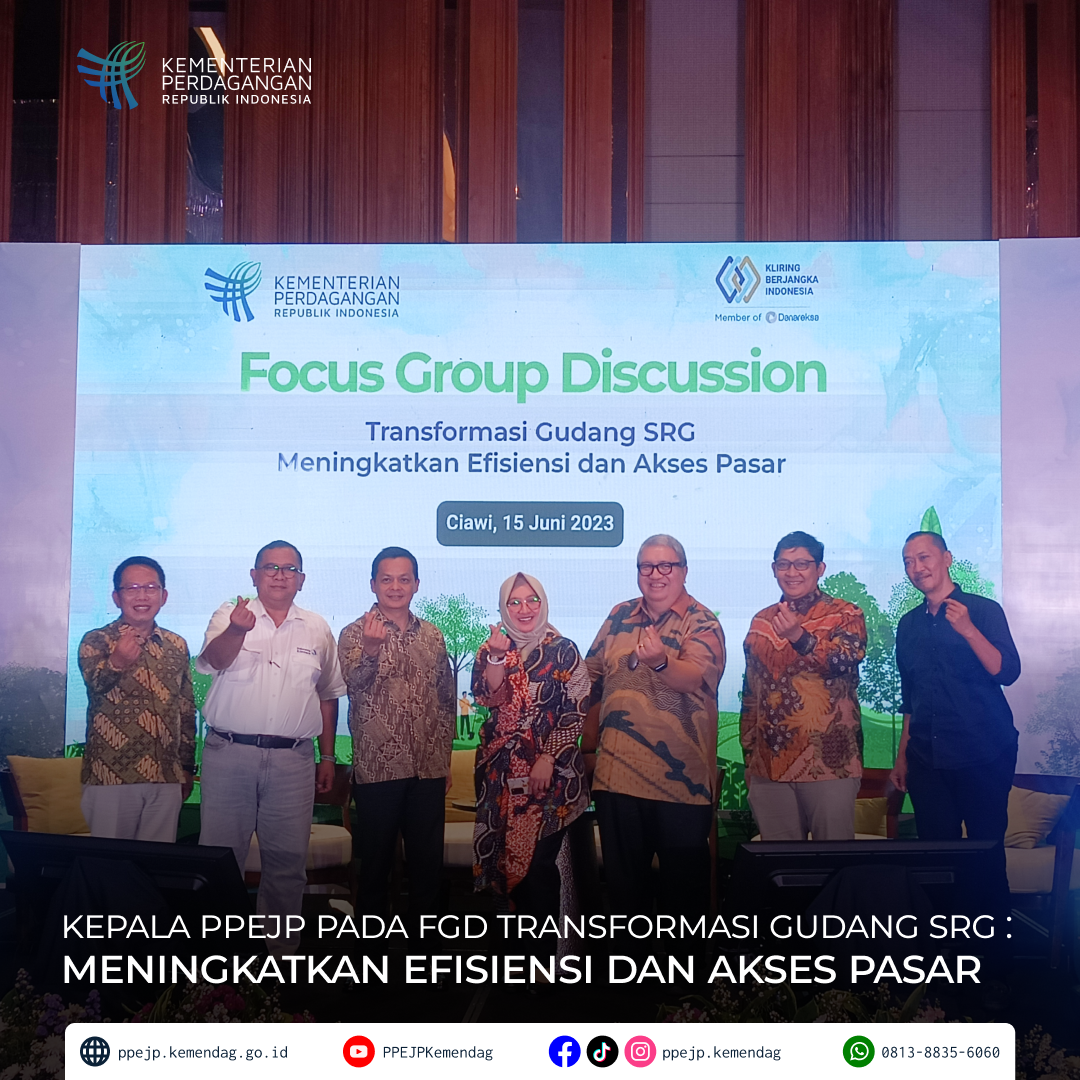 KEMENTERIAN
PERDAGANGAN
REPUBLIK INDONESIA
KEMENTERIAN
PERDAGANGAN
REPUBLIK INDONESIA
KLIRING
BERJANGKA
INDONESIA
Member of Danareksa
Focus Group Discussion
Transformasi Gudang SRG
Meningkatkan Efisiensi dan Akses Pasar
Ciawi, 15 Juni 2023
KEPALA PPEJP PADA FGD TRANSFORMASI GUDANG SRG :
MENINGKATKAN EFISIENSI DAN AKSES PASAR
ppejp.kemendag.go.id
PPEJPKemendag
ppejp.kemendag
0813-8835-6060